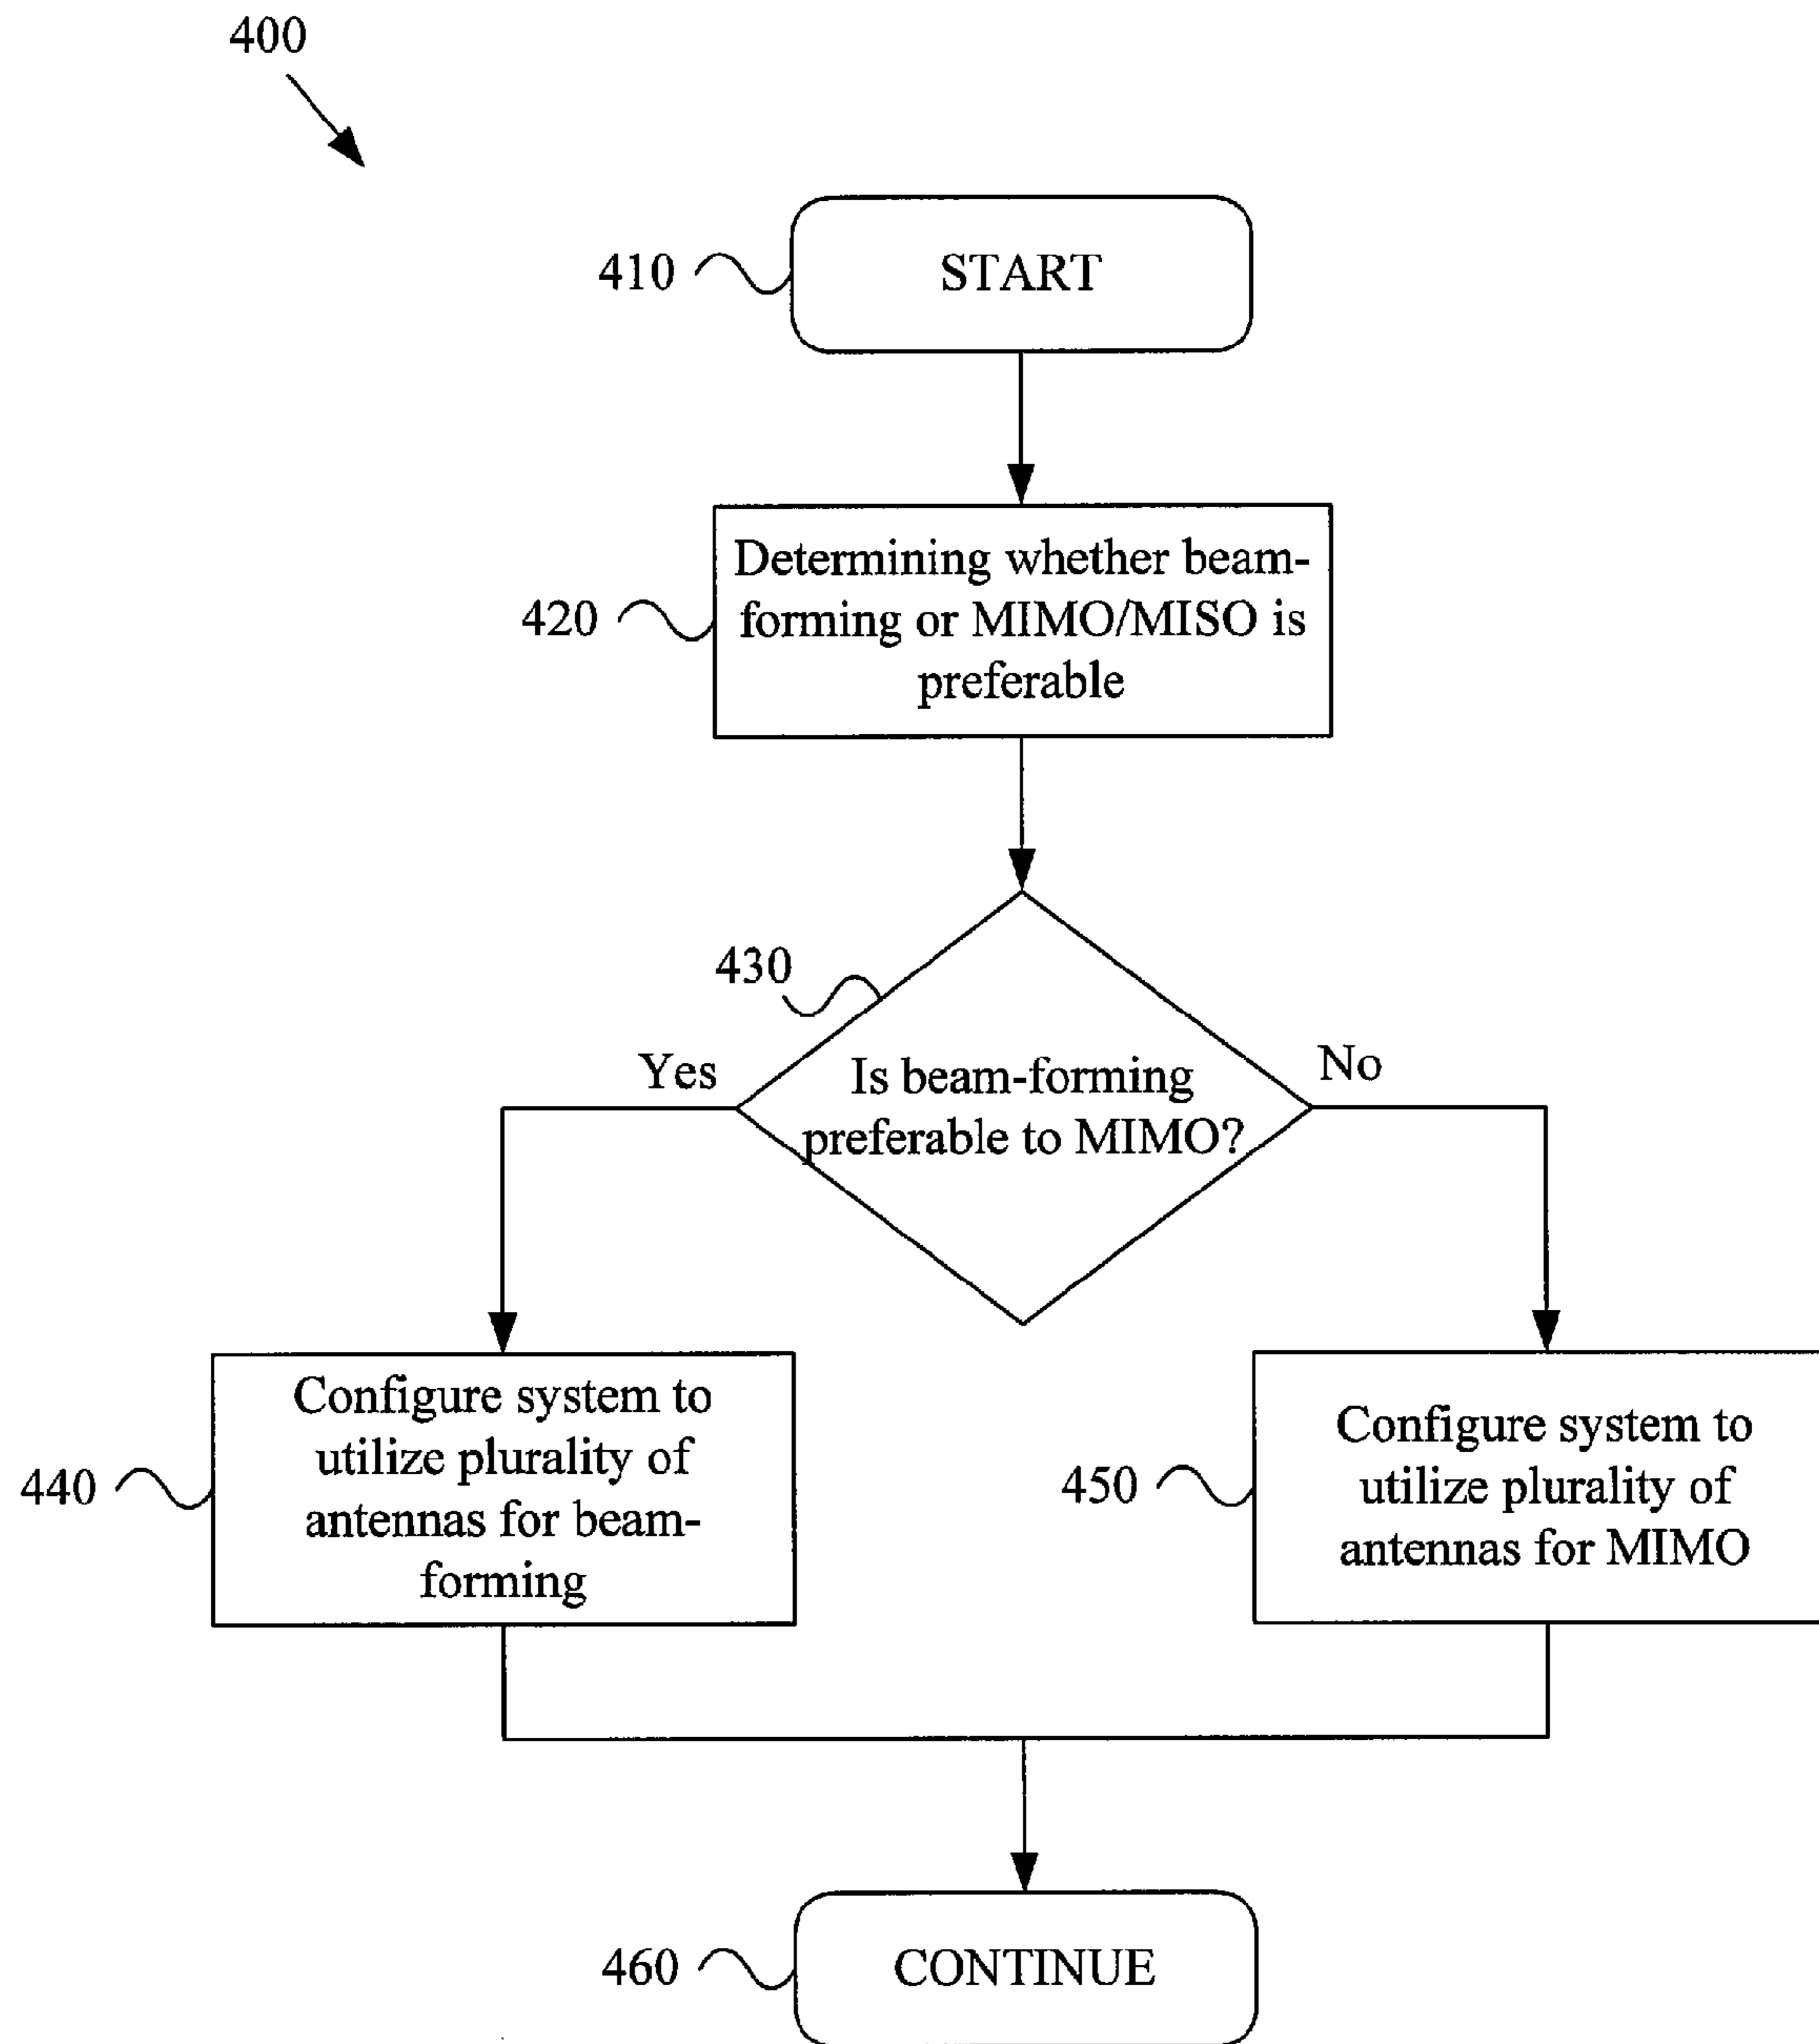 400
410
START
420
Determining whether beam-
forming or MIMO/MISO is
preferable
430
Yes
No
Is beam-forming
preferable to MIMO?
440
Configure system to
utilize plurality of
antennas for beam-
forming
450
Configure system to
utilize plurality of
antennas for MIMO
460
CONTINUE